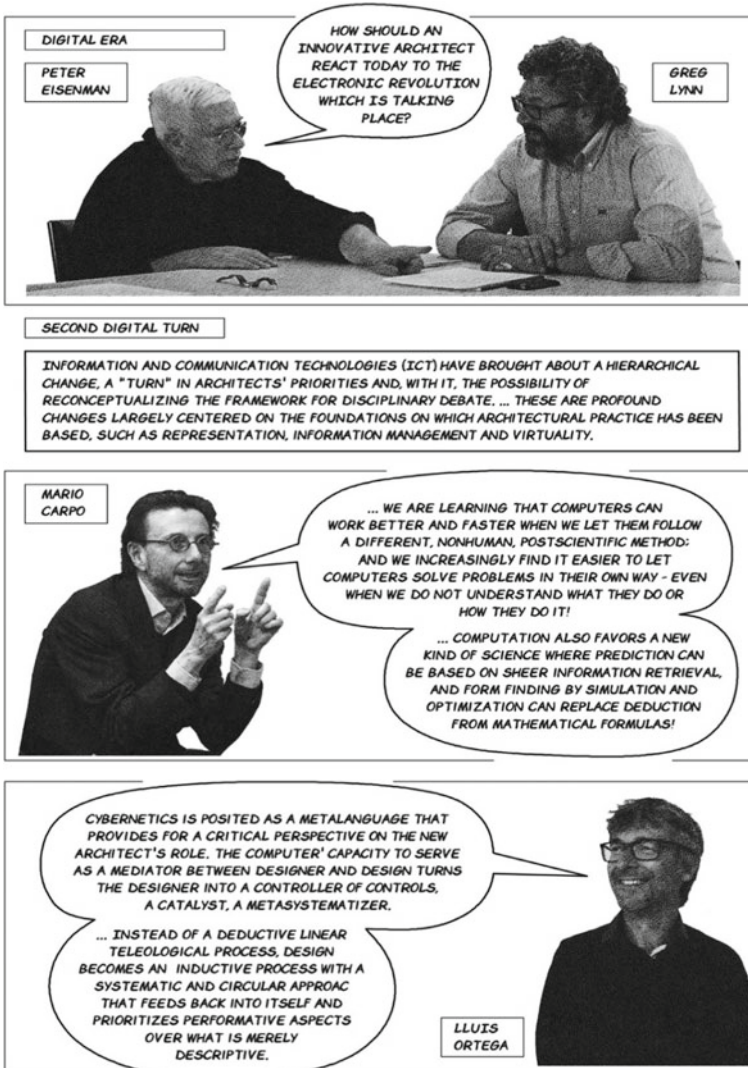 DIGITAL ERA
PETER
EISENMAN
HOW SHOULD AN
INNOVATIVE ARCHITECT
REACT TODAY TO THE
ELECTRONIC REVOLUTION
WHICH IS TALKING
PLACE?
GREG
LYNN
SECOND DIGITAL TURN
INFORMATION AND COMMUNICATION TECHNOLOGIES (ICT) HAVE BROUGHT ABOUT A HIERARCHICAL
CHANGE, A "TURN" IN ARCHITECTS' PRIORITIES AND, WITH IT, THE POSSIBILITY OF
RECONCEPTUALIZING THE FRAMEWORK FOR DISCIPLINARY DEBATE. ... THESE ARE PROFOUND
CHANGES LARGELY CENTERED ON THE FOUNDATIONS ON WHICH ARCHITECTURAL PRACTICE HAS BEEN
BASED, SUCH AS REPRESENTATION, INFORMATION MANAGEMENT AND VIRTUALITY.
MARIO
CARPO
... WE ARE LEARNING THAT COMPUTERS CAN
WORK BETTER AND FASTER WHEN WE LET THEM FOLLOW
A DIFFERENT, NONHUMAN, POSTSCIENTIFIC METHOD;
AND WE INCREASINGLY FIND IT EASIER TO LET
COMPUTERS SOLVE PROBLEMS IN THEIR OWN WAY - EVEN
WHEN WE DO NOT UNDERSTAND WHAT THEY DO OR
HOW THEY DO IT!
... COMPUTATION ALSO FAVORS A NEW
KIND OF SCIENCE WHERE PREDICTION CAN
BE BASED ON SHEER INFORMATION RETRIEVAL,
AND FORM FINDING BY SIMULATION AND
OPTIMIZATION CAN REPLACE DEDUCTION
FROM MATHEMATICAL FORMULAS!
CYBERNETICS IS POSITED AS A METALANGUAGE THAT
PROVIDES FOR A CRITICAL PERSPECTIVE ON THE NEW
ARCHITECT'S ROLE. THE COMPUTER' CAPACITY TO SERVE
AS A MEDIATOR BETWEEN DESIGNER AND DESIGN TURNS
THE DESIGNER INTO A CONTROLLER OF CONTROLS,
A CATALYST, A METASYSTEMATIZER.
... INSTEAD OF A DEDUCTIVE LINEAR
TELEOLOGICAL PROCESS, DESIGN
BECOMES AN INDUCTIVE PROCESS WITH A
SYSTEMATIC AND CIRCULAR APPROAC
THAT FEEDS BACK INTO ITSELF AND
PRIORITIZES PERFORMATIVE ASPECTS
OVER WHAT IS MERELY
DESCRIPTIVE.
LLUIS
ORTEGA